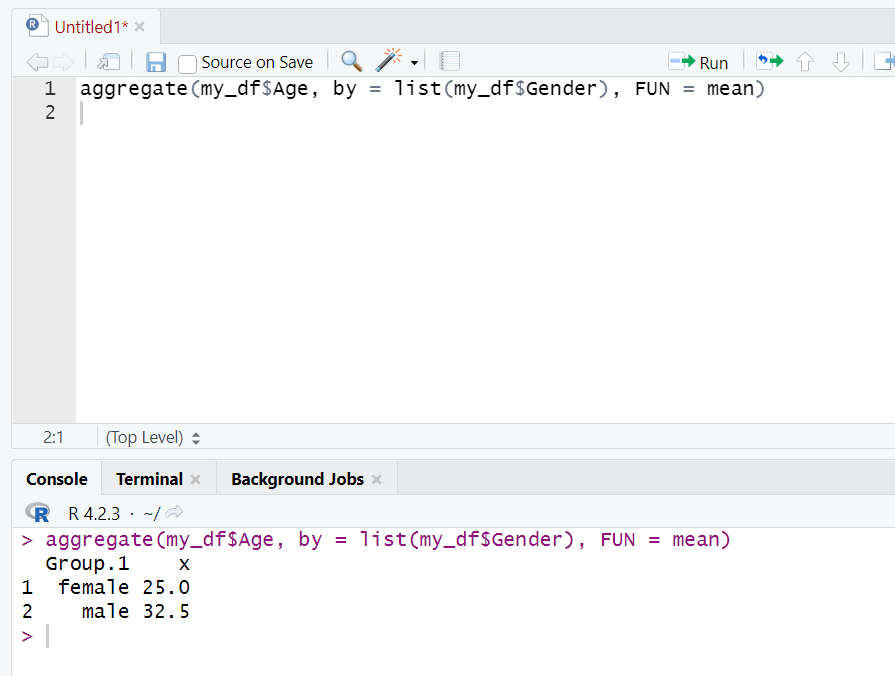 Untitled1*
Source on Save
Run
1 aggregate(my_df$Age, by = list(my_df$Gender), FUN = mean)
2
2:1 (Top Level)
Console Terminal Background Jobs
R R 4.2.3 · ~/
> aggregate(my_df$Age, by = list(my_df$Gender), FUN = mean)
  Group.1    x
1  female 25.0
2    male 32.5
>